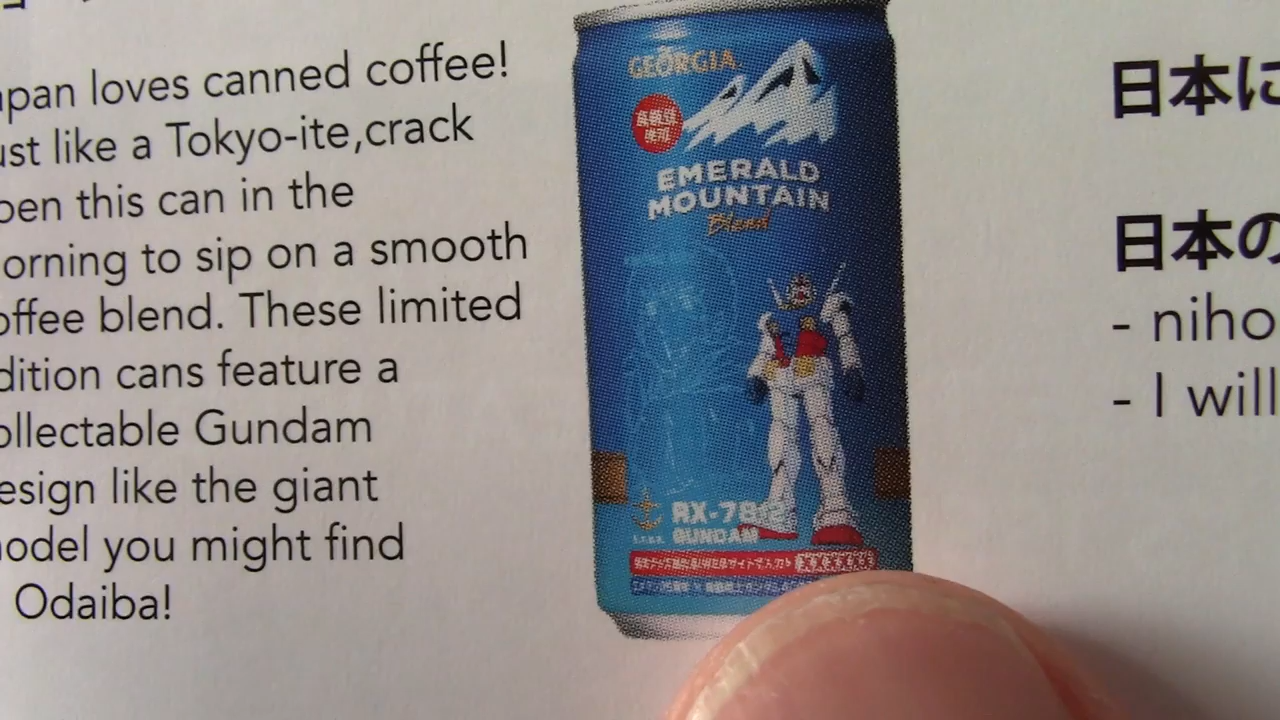 apan loves canned coffee!
ust like a Tokyo-ite,crack
pen this can in the
orning to sip on a smooth
offee blend. These limited
dition cans feature a
ollectable Gundam
esign like the giant
odel you might find
Odaiba!
GEORGIA
EMERALD
MOUNTAIN
Blend
RX-78-2
GUNDAM
日本に
日本の
- niho
- I will